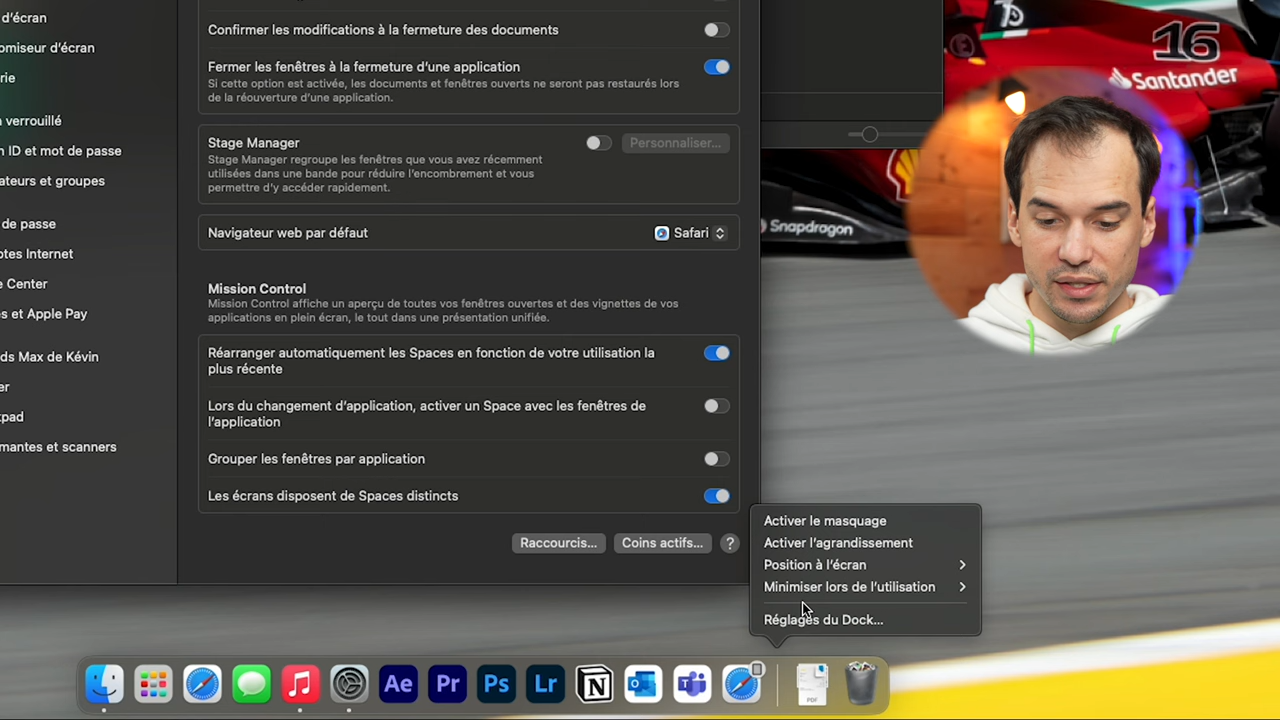 d'écran
omiseur d'écran
rie
verrouillé
n ID et mot de passe
ateurs et groupes
de passe
otes Internet
e Center
es et Apple Pay
ds Max de Kévin
er
kpad
mantes et scanners
Confirmer les modifications à la fermeture des documents
Fermer les fenêtres à la fermeture d'une application
Si cette option est activée, les documents et fenêtres ouverts ne seront pas restaurés lors
de la réouverture d'une application.
Stage Manager
Personnaliser...
Stage Manager regroupe les fenêtres que vous avez récemment
utilisées dans une bande pour réduire l'encombrement et vous
permettre d'y accéder rapidement.
Navigateur web par défaut
Safari
Mission Control
Mission Control affiche un aperçu de toutes vos fenêtres ouvertes et des vignettes de vos
applications en plein écran, le tout dans une présentation unifiée.
Réarranger automatiquement les Spaces en fonction de votre utilisation la
plus récente
Lors du changement d'application, activer un Space avec les fenêtres de
l'application
Grouper les fenêtres par application
Les écrans disposent de Spaces distincts
Raccourcis...
Coins actifs...
?
Activer le masquage
Activer l'agrandissement
Position à l'écran
Minimiser lors de l'utilisation
Réglages du Dock...
16
Santander
Snapdragon
Ae
Pr
Ps
Lr
N
PDF